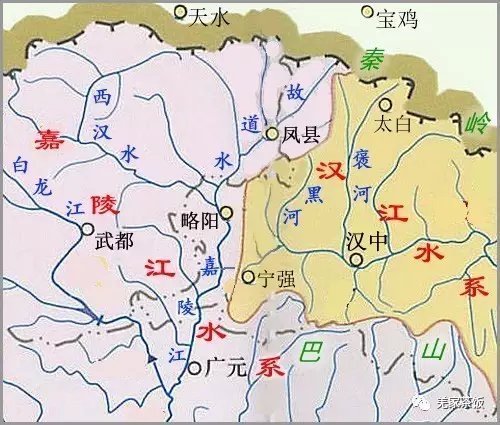 天水
宝鸡
秦岭
太白
故道水
凤县
西汉水
嘉陵江水系
白龙江
武都
略阳
嘉陵江
宁强
广元
汉江水系
褒河
黑河
汉中
巴山
羌家茶饭